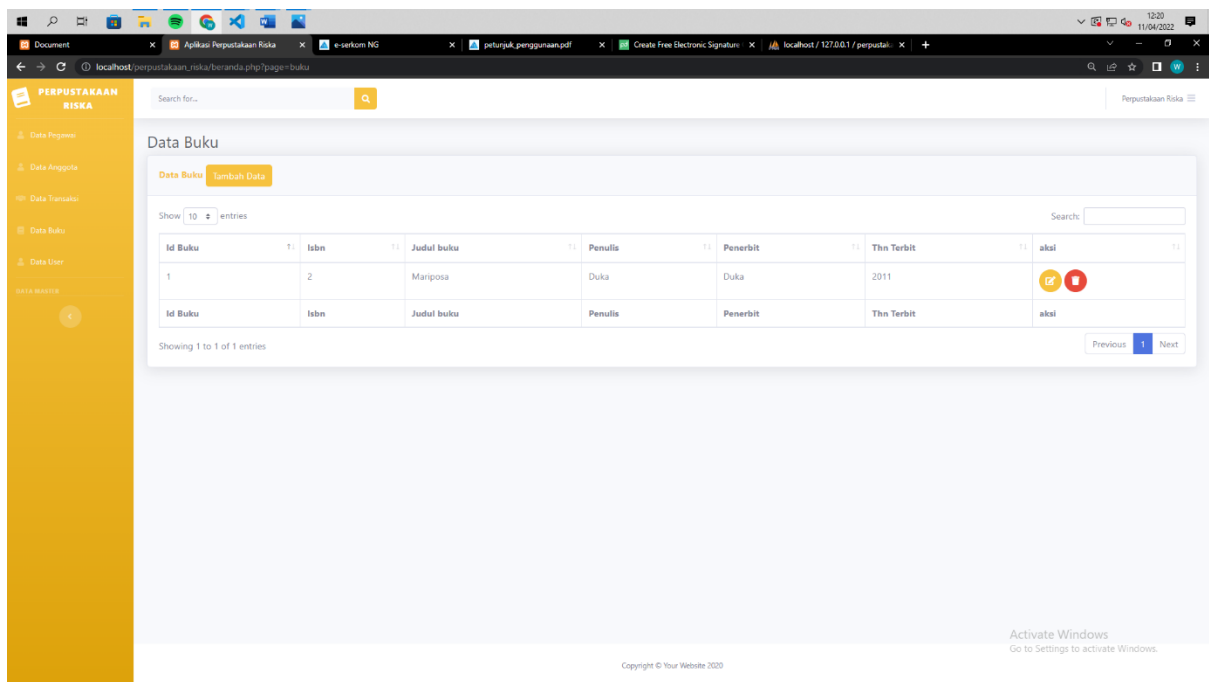 12:20
11/04/2022
Document
Aplikasi Perpustakaan Riska
e-serkom NG
petunjuk_penggunaan.pdf
Create Free Electronic Signature
localhost / 127.0.0.1 / perpustaka
localhost/perpustakaan_riska/beranda.php?page=buku
PERPUSTAKAAN
RISKA
Search for...
Perpustakaan Riska
Data Pegawai
Data Anggota
Data Transaksi
Data Buku
Data User
DATA MASTER
Data Buku
Data Buku Tambah Data
Show 10 entries
Search:
Id Buku Isbn Judul buku Penulis Penerbit Thn Terbit aksi
1 2 Mariposa Duka Duka 2011
Id Buku Isbn Judul buku Penulis Penerbit Thn Terbit aksi
Showing 1 to 1 of 1 entries
Previous 1 Next
Activate Windows
Go to Settings to activate Windows.
Copyright © Your Website 2020